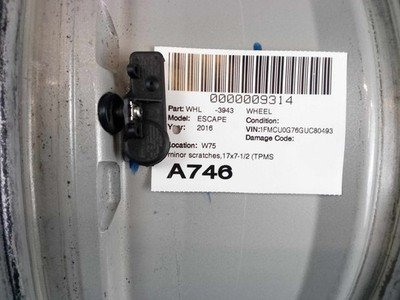 0000009314
Part: WHL -3943 WHEEL
Model: ESCAPE Condition:
Year: 2016 VIN:1FMCU0G76GUC80493
Damage Code:
Location: W75
minor scratches,17x7-1/2 (TPMS
A746